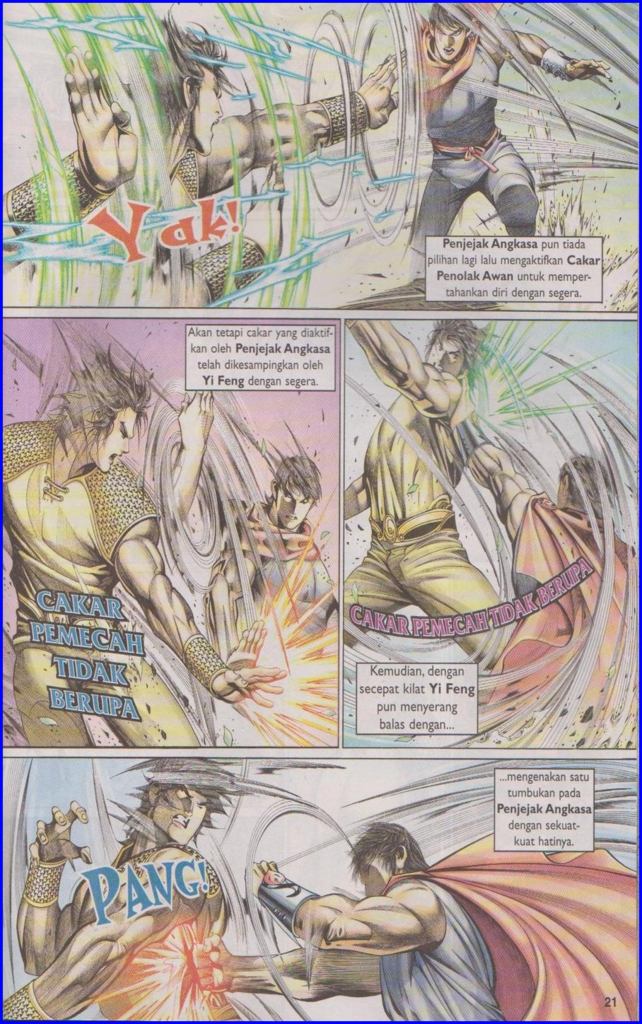 Yak!
Penjejak Angkasa pun tiada
pilihan lagi lalu mengaktifkan Cakar
Penolak Awan untuk memper-
tahankan diri dengan segera.
Akan tetapi cakar yang diaktif-
kan oleh Penjejak Angkasa
telah dikesampingkan oleh
Yi Feng dengan segera.
CAKAR
PEMECAH
TIDAK
BERUPA
CAKAR PEMECAH TIDAK BERUPA
Kemudian, dengan
secepat kilat Yi Feng
pun menyerang
balas dengan...
...mengenakan satu
tumbukan pada
Penjejak Angkasa
dengan sekuat-
kuat hatinya.
PANG!
21